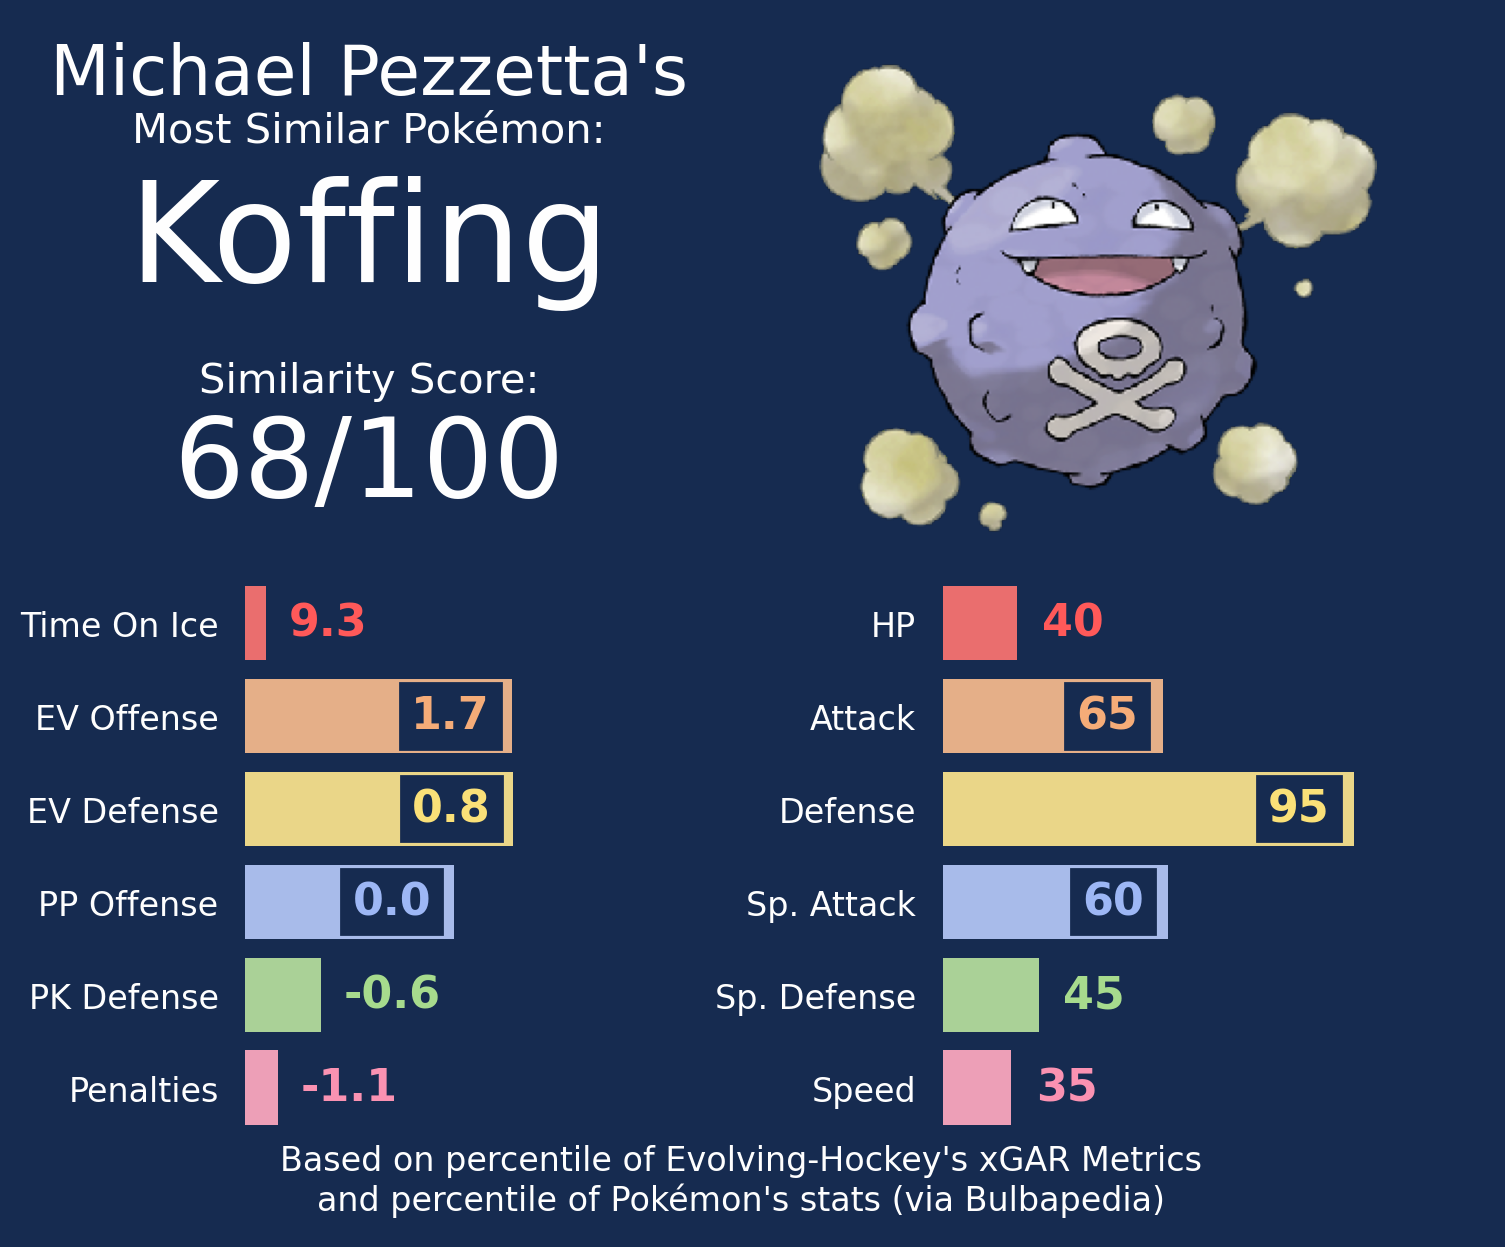 Michael Pezzetta's
Most Similar Pokémon:
Koffing
Similarity Score:
68/100
Time On Ice 9.3
EV Offense 1.7
EV Defense 0.8
PP Offense 0.0
PK Defense -0.6
Penalties -1.1
HP 40
Attack 65
Defense 95
Sp. Attack 60
Sp. Defense 45
Speed 35
Based on percentile of Evolving-Hockey's xGAR Metrics
and percentile of Pokémon's stats (via Bulbapedia)